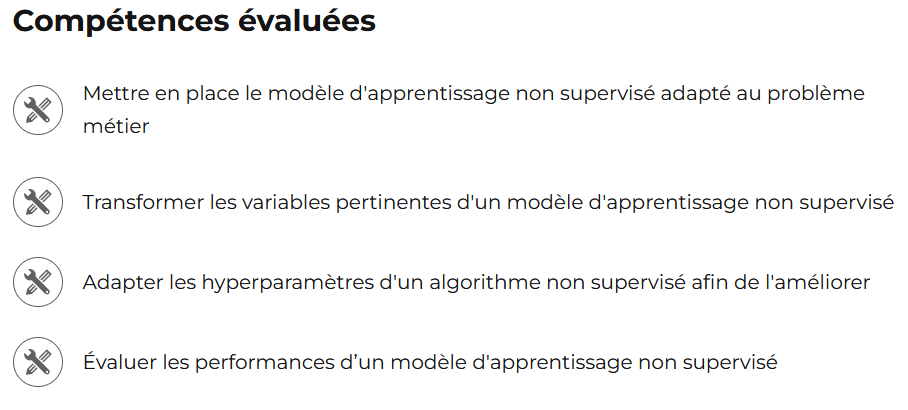 Compétences évaluées
Mettre en place le modèle d'apprentissage non supervisé adapté au problème
métier
Transformer les variables pertinentes d'un modèle d'apprentissage non supervisé
Adapter les hyperparamètres d'un algorithme non supervisé afin de l'améliorer
Évaluer les performances d’un modèle d'apprentissage non supervisé